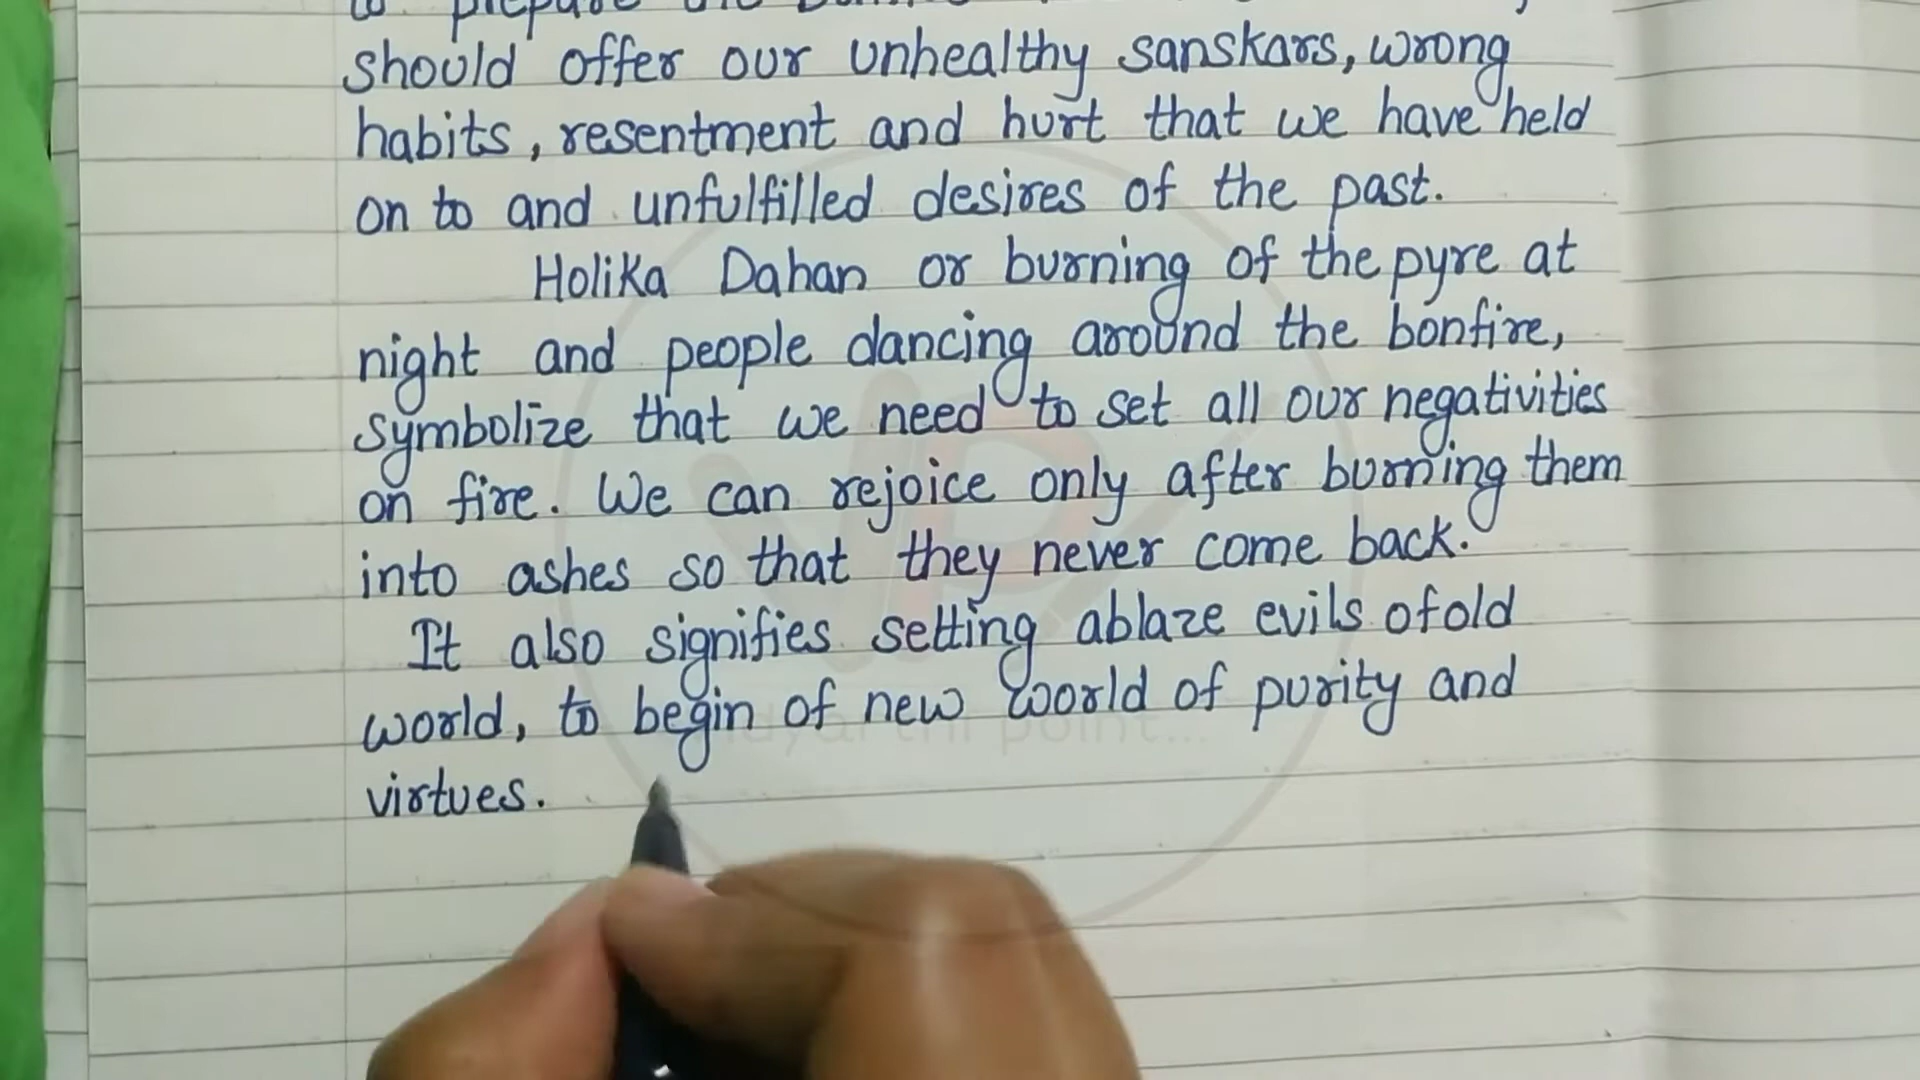 to prepare the
should offer our unhealthy sanskars, wrong
habits, resentment and hurt that we have held
on to and unfulfilled desires of the past.
Holika Dahan or burning of the pyre at
night and people dancing around the bonfire,
symbolize that we need to set all our negativities
on fire. We can rejoice only after burning them
into ashes so that they never come back.
It also signifies setting ablaze evils of old
world, to begin of new world of purity and
virtues.